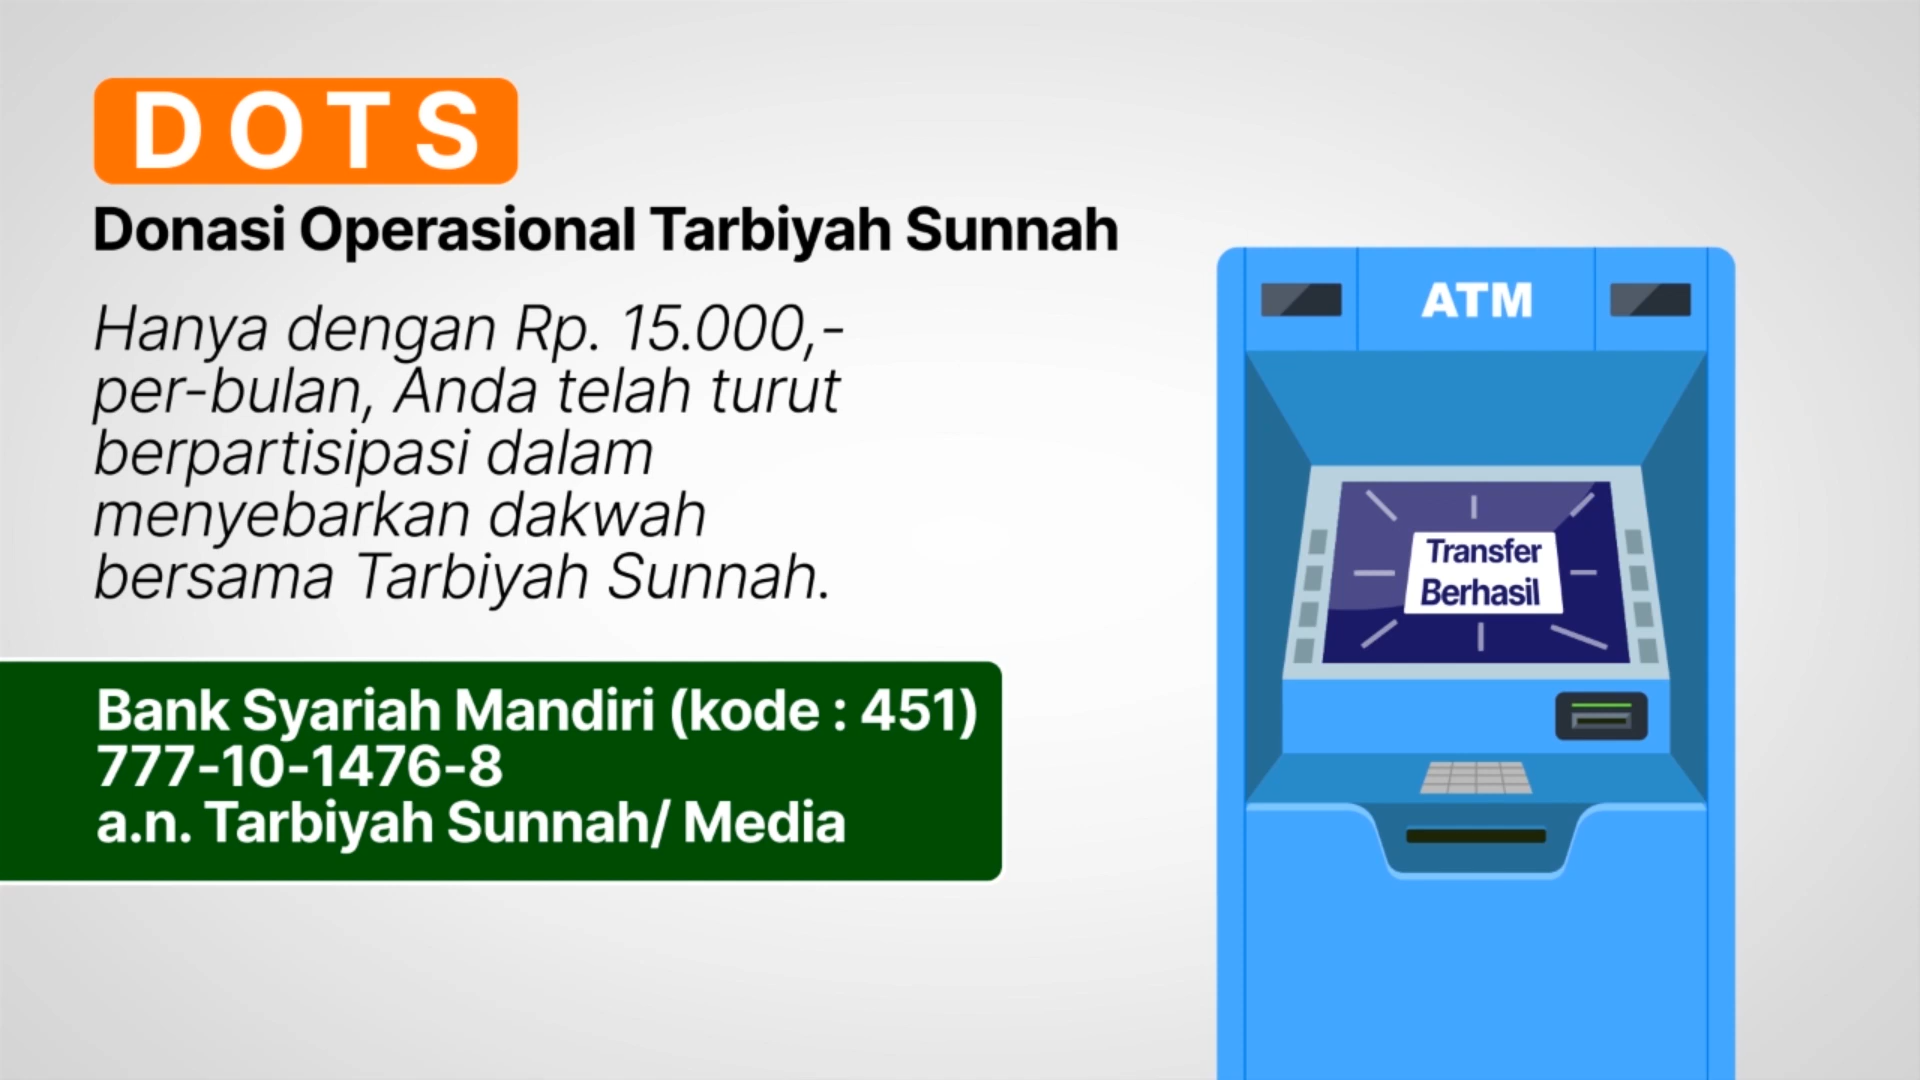 DOTS
Donasi Operasional Tarbiyah Sunnah
Hanya dengan Rp. 15.000,-
per-bulan, Anda telah turut
berpartisipasi dalam
menyebarkan dakwah
bersama Tarbiyah Sunnah.
Bank Syariah Mandiri (kode : 451)
777-10-1476-8
a.n. Tarbiyah Sunnah/ Media
ATM
Transfer
Berhasil